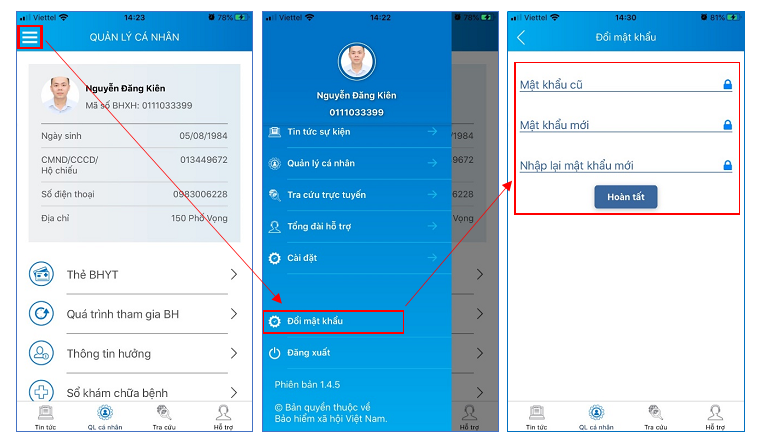 Viettel 14:23 78%
QUẢN LÝ CÁ NHÂN
Nguyễn Đăng Kiên
Mã số BHXH: 0111033399
Ngày sinh 05/08/1984
CMND/CCCD/ 013449672
Hộ chiếu
Số điện thoại 0983006228
Địa chỉ 150 Phố Vọng
Thẻ BHYT
Quá trình tham gia BH
Thông tin hưởng
Sổ khám chữa bệnh
Tin tức QL cá nhân Tra cứu Hỗ trợ
Viettel 14:22
Nguyễn Đăng Kiên
0111033399
Tin tức sự kiện
/1984
Quản lý cá nhân
9672
Tra cứu trực tuyến
6228
Tổng đài hỗ trợ
Vọng
Cài đặt
Đổi mật khẩu
Đăng xuất
Phiên bản 1.4.5
© Bản quyền thuộc về
Bảo hiểm xã hội Việt Nam.
Hỗ trợ
Viettel 14:30 81%
Đổi mật khẩu
Mật khẩu cũ
Mật khẩu mới
Nhập lại mật khẩu mới
Hoàn tất
Tin tức QL cá nhân Tra cứu Hỗ trợ